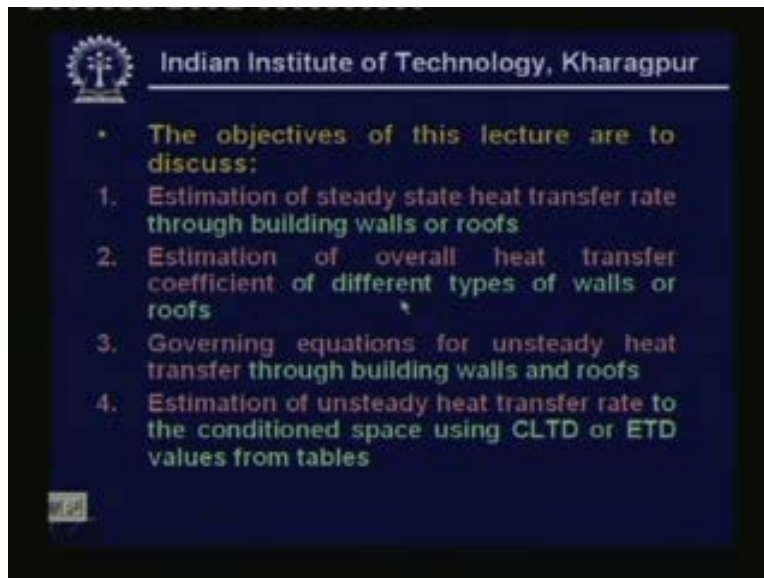 Indian Institute of Technology, Kharagpur
• The objectives of this lecture are to
discuss:
1. Estimation of steady state heat transfer rate
through building walls or roofs
2. Estimation of overall heat transfer
coefficient of different types of walls or
roofs
3. Governing equations for unsteady heat
transfer through building walls and roofs
4. Estimation of unsteady heat transfer rate to
the conditioned space using CLTD or ETD
values from tables